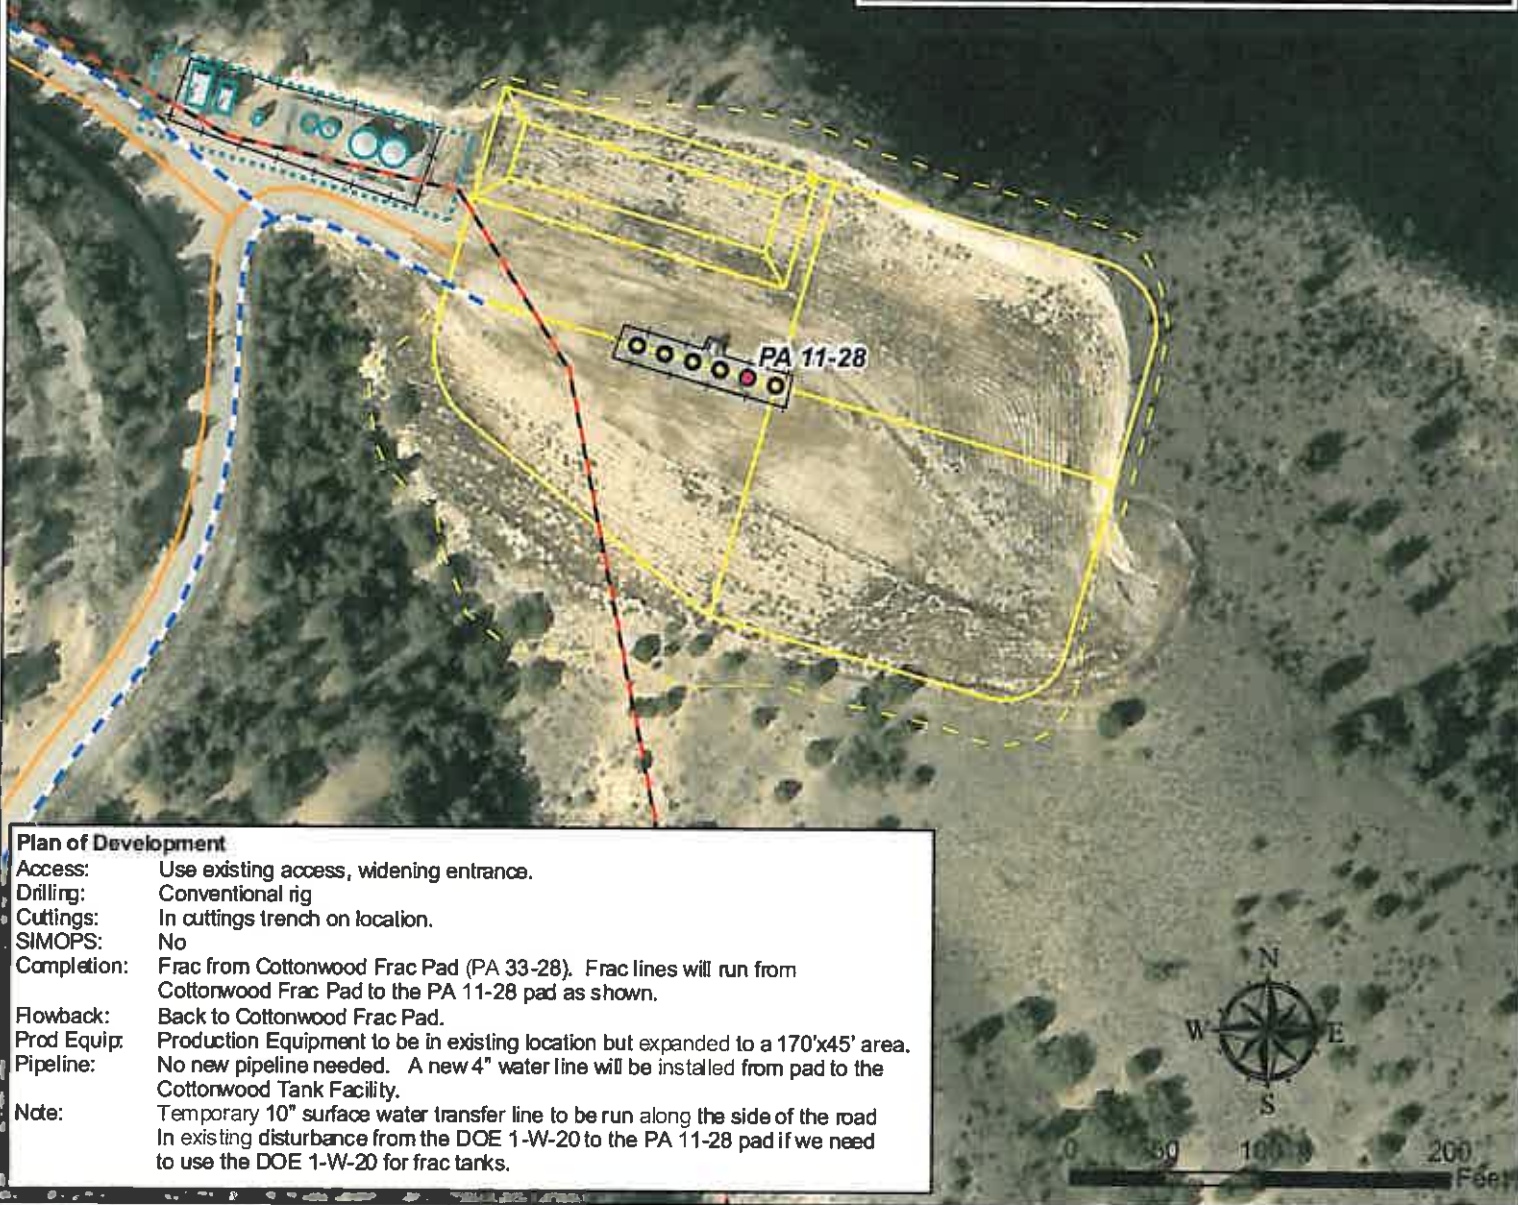 PA 11-28
Plan of Development
Access: Use existing access, widening entrance.
Drilling: Conventional rig
Cuttings: In cuttings trench on location.
SIMOPS: No
Completion: Frac from Cottonwood Frac Pad (PA 33-28). Frac lines will run from
Cottonwood Frac Pad to the PA 11-28 pad as shown.
Flowback: Back to Cottonwood Frac Pad.
Prod Equip: Production Equipment to be in existing location but expanded to a 170'x45' area.
Pipeline: No new pipeline needed. A new 4" water line will be installed from pad to the
Cottonwood Tank Facility.
Note: Temporary 10" surface water transfer line to be run along the side of the road
In existing disturbance from the DOE 1-W-20 to the PA 11-28 pad if we need
to use the DOE 1-W-20 for frac tanks.
N
W E
S
0 50 100 200
Feet